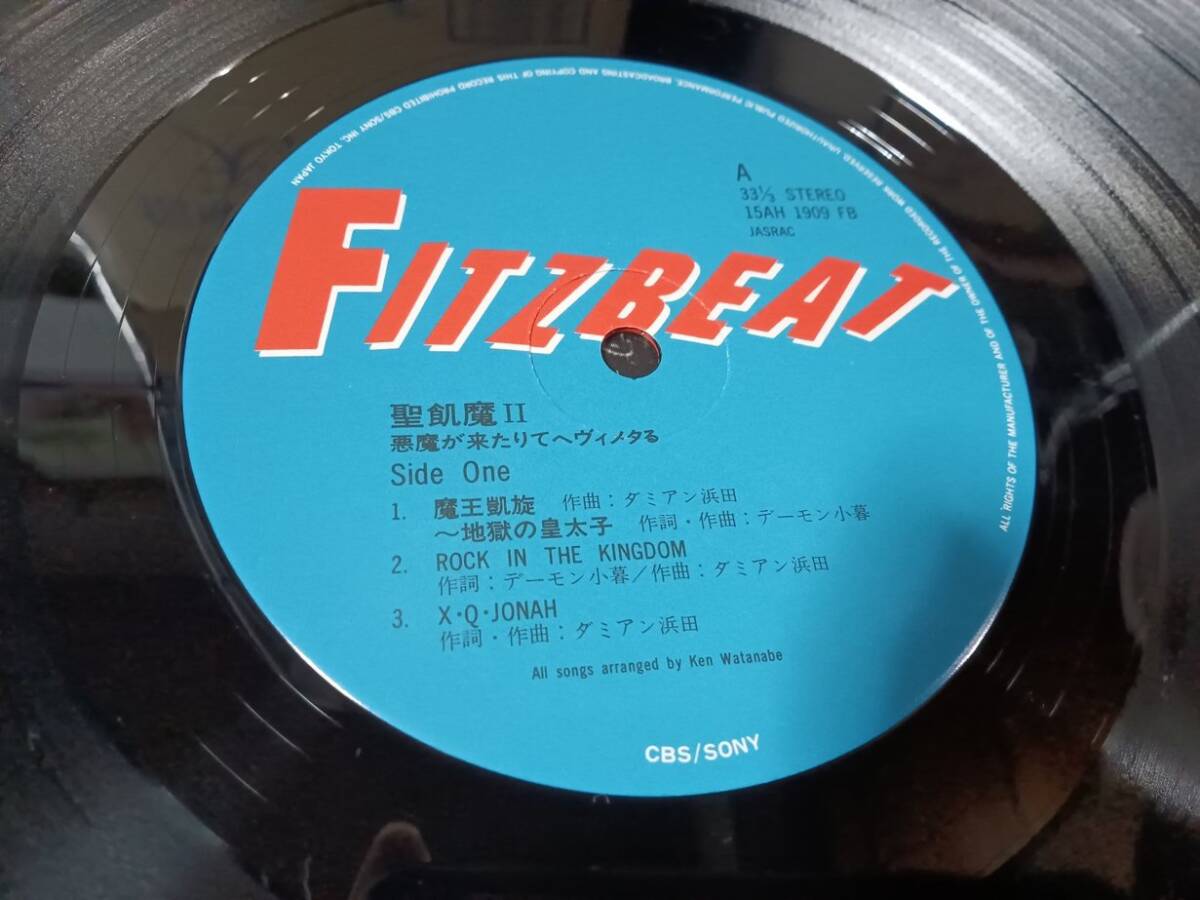 A
33⅓ STEREO
15AH 1909 FB
JASRAC
FITZBEAT
聖飢魔II
悪魔が来たりてヘヴィメタる
Side One
1. 魔王凱旋 作曲：ダミアン浜田
～地獄の皇太子 作詞・作曲：デーモン小暮
2. ROCK IN THE KINGDOM
作詞：デーモン小暮／作曲：ダミアン浜田
3. X・Q・JONAH
作詞・作曲：ダミアン浜田
All songs arranged by Ken Watanabe
CBS/SONY
ALL RIGHTS OF THE MANUFACTURER AND OF THE OWNER OF THE RECORDED WORK RESERVED. UNAUTHORIZED PUBLIC PERFORMANCE, BROADCASTING AND COPYING OF THIS RECORD PROHIBITED CBS/SONY INC. TOKYO JAPAN